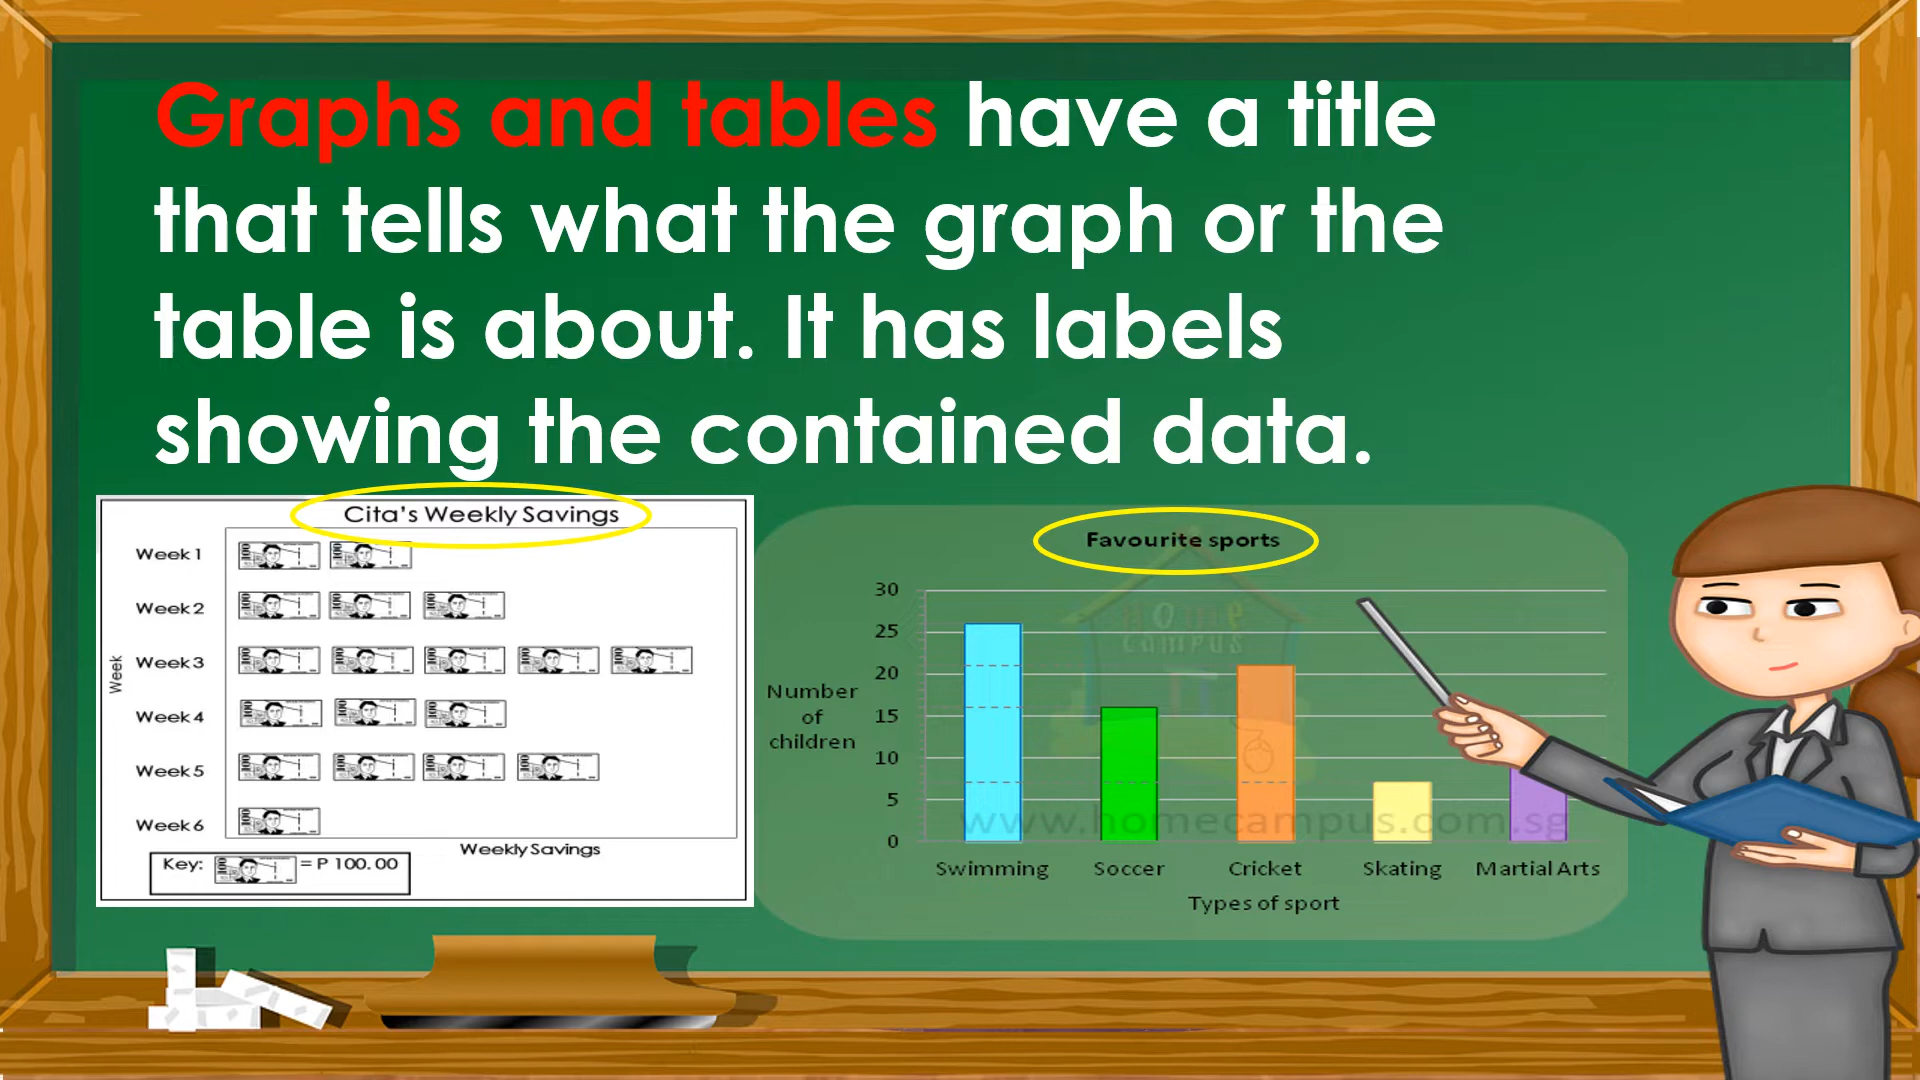 Graphs and tables have a title
that tells what the graph or the
table is about. It has labels
showing the contained data.
Cita's Weekly Savings
Week 1
Week 2
Week 3
Week 4
Week 5
Week 6
Week
Weekly Savings
Key: = P 100.00
Favourite sports
30
25
20
15
10
5
0
Number
of
children
Home
campus
www.homecampus.com.sg
Swimming Soccer Cricket Skating Martial Arts
Types of sport